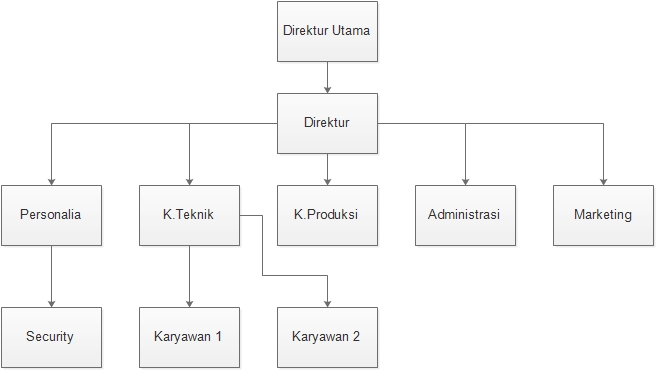 Direktur Utama
Direktur
Personalia
K.Teknik
K.Produksi
Administrasi
Marketing
Security
Karyawan 1
Karyawan 2